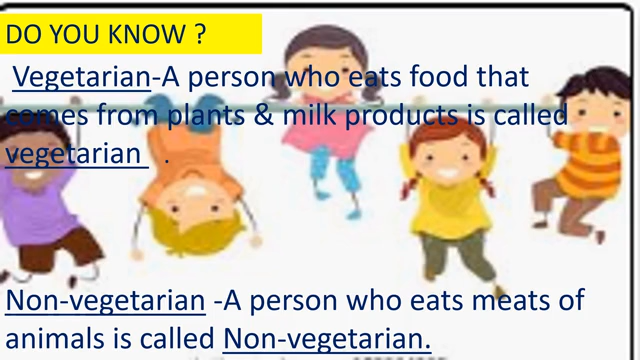 DO YOU KNOW ?
Vegetarian-A person who eats food that
comes from plants & milk products is called
vegetarian .
Non-vegetarian -A person who eats meats of
animals is called Non-vegetarian.